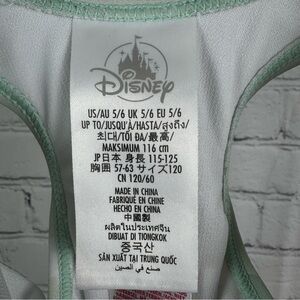 Disney
US/AU 5/6 UK 5/6 EU 5/6
UP TO/JUSQU'À/HASTA/สูงถึง/
최대/TỐI ĐA/最高/
MAXIMUM 116 cm
JP日本 身長 115-125
胸囲 57-63 サイズ120
CN 120/60
MADE IN CHINA
FABRIQUÉ EN CHINE
HECHO EN CHINA
中國製
ผลิตในประเทศจีน
DIBUAT DI TIONGKOK
중국산
SẢN XUẤT TẠI TRUNG QUỐC
صنع في الصين